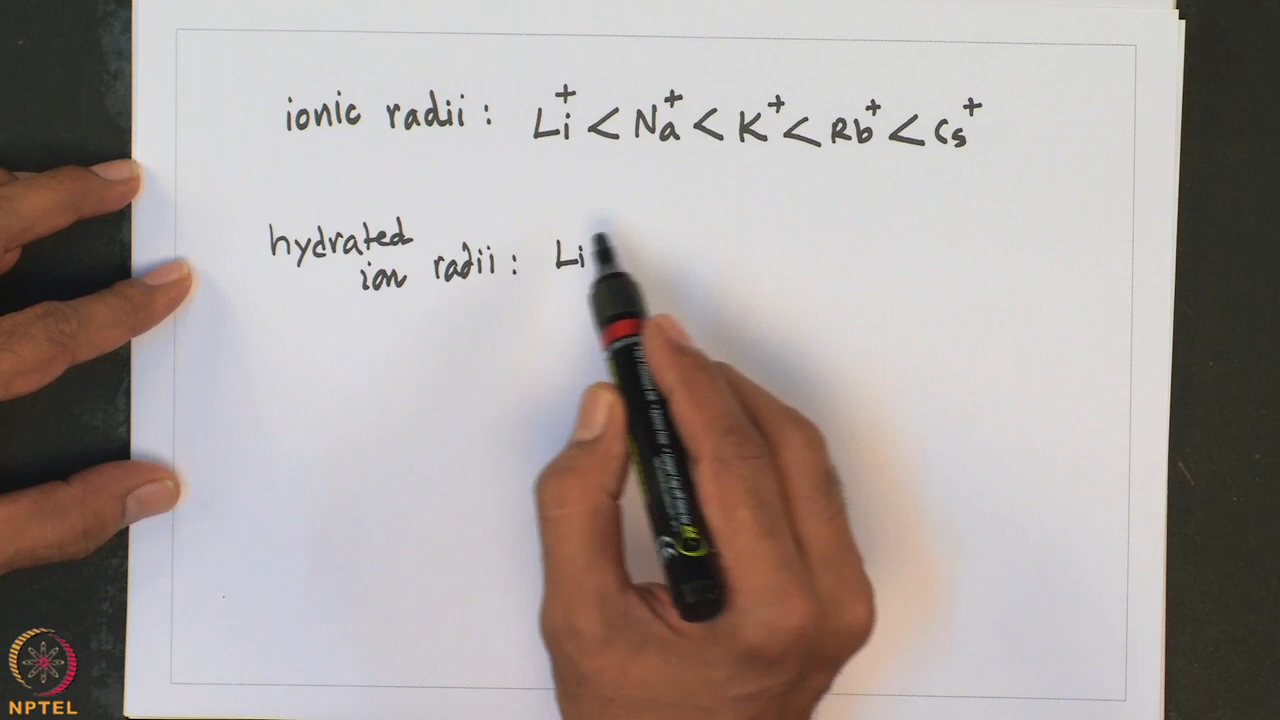 ionic radii : Li⁺ < Na⁺ < K⁺ < Rb⁺ < Cs⁺
hydrated
ion radii : Li
NPTEL